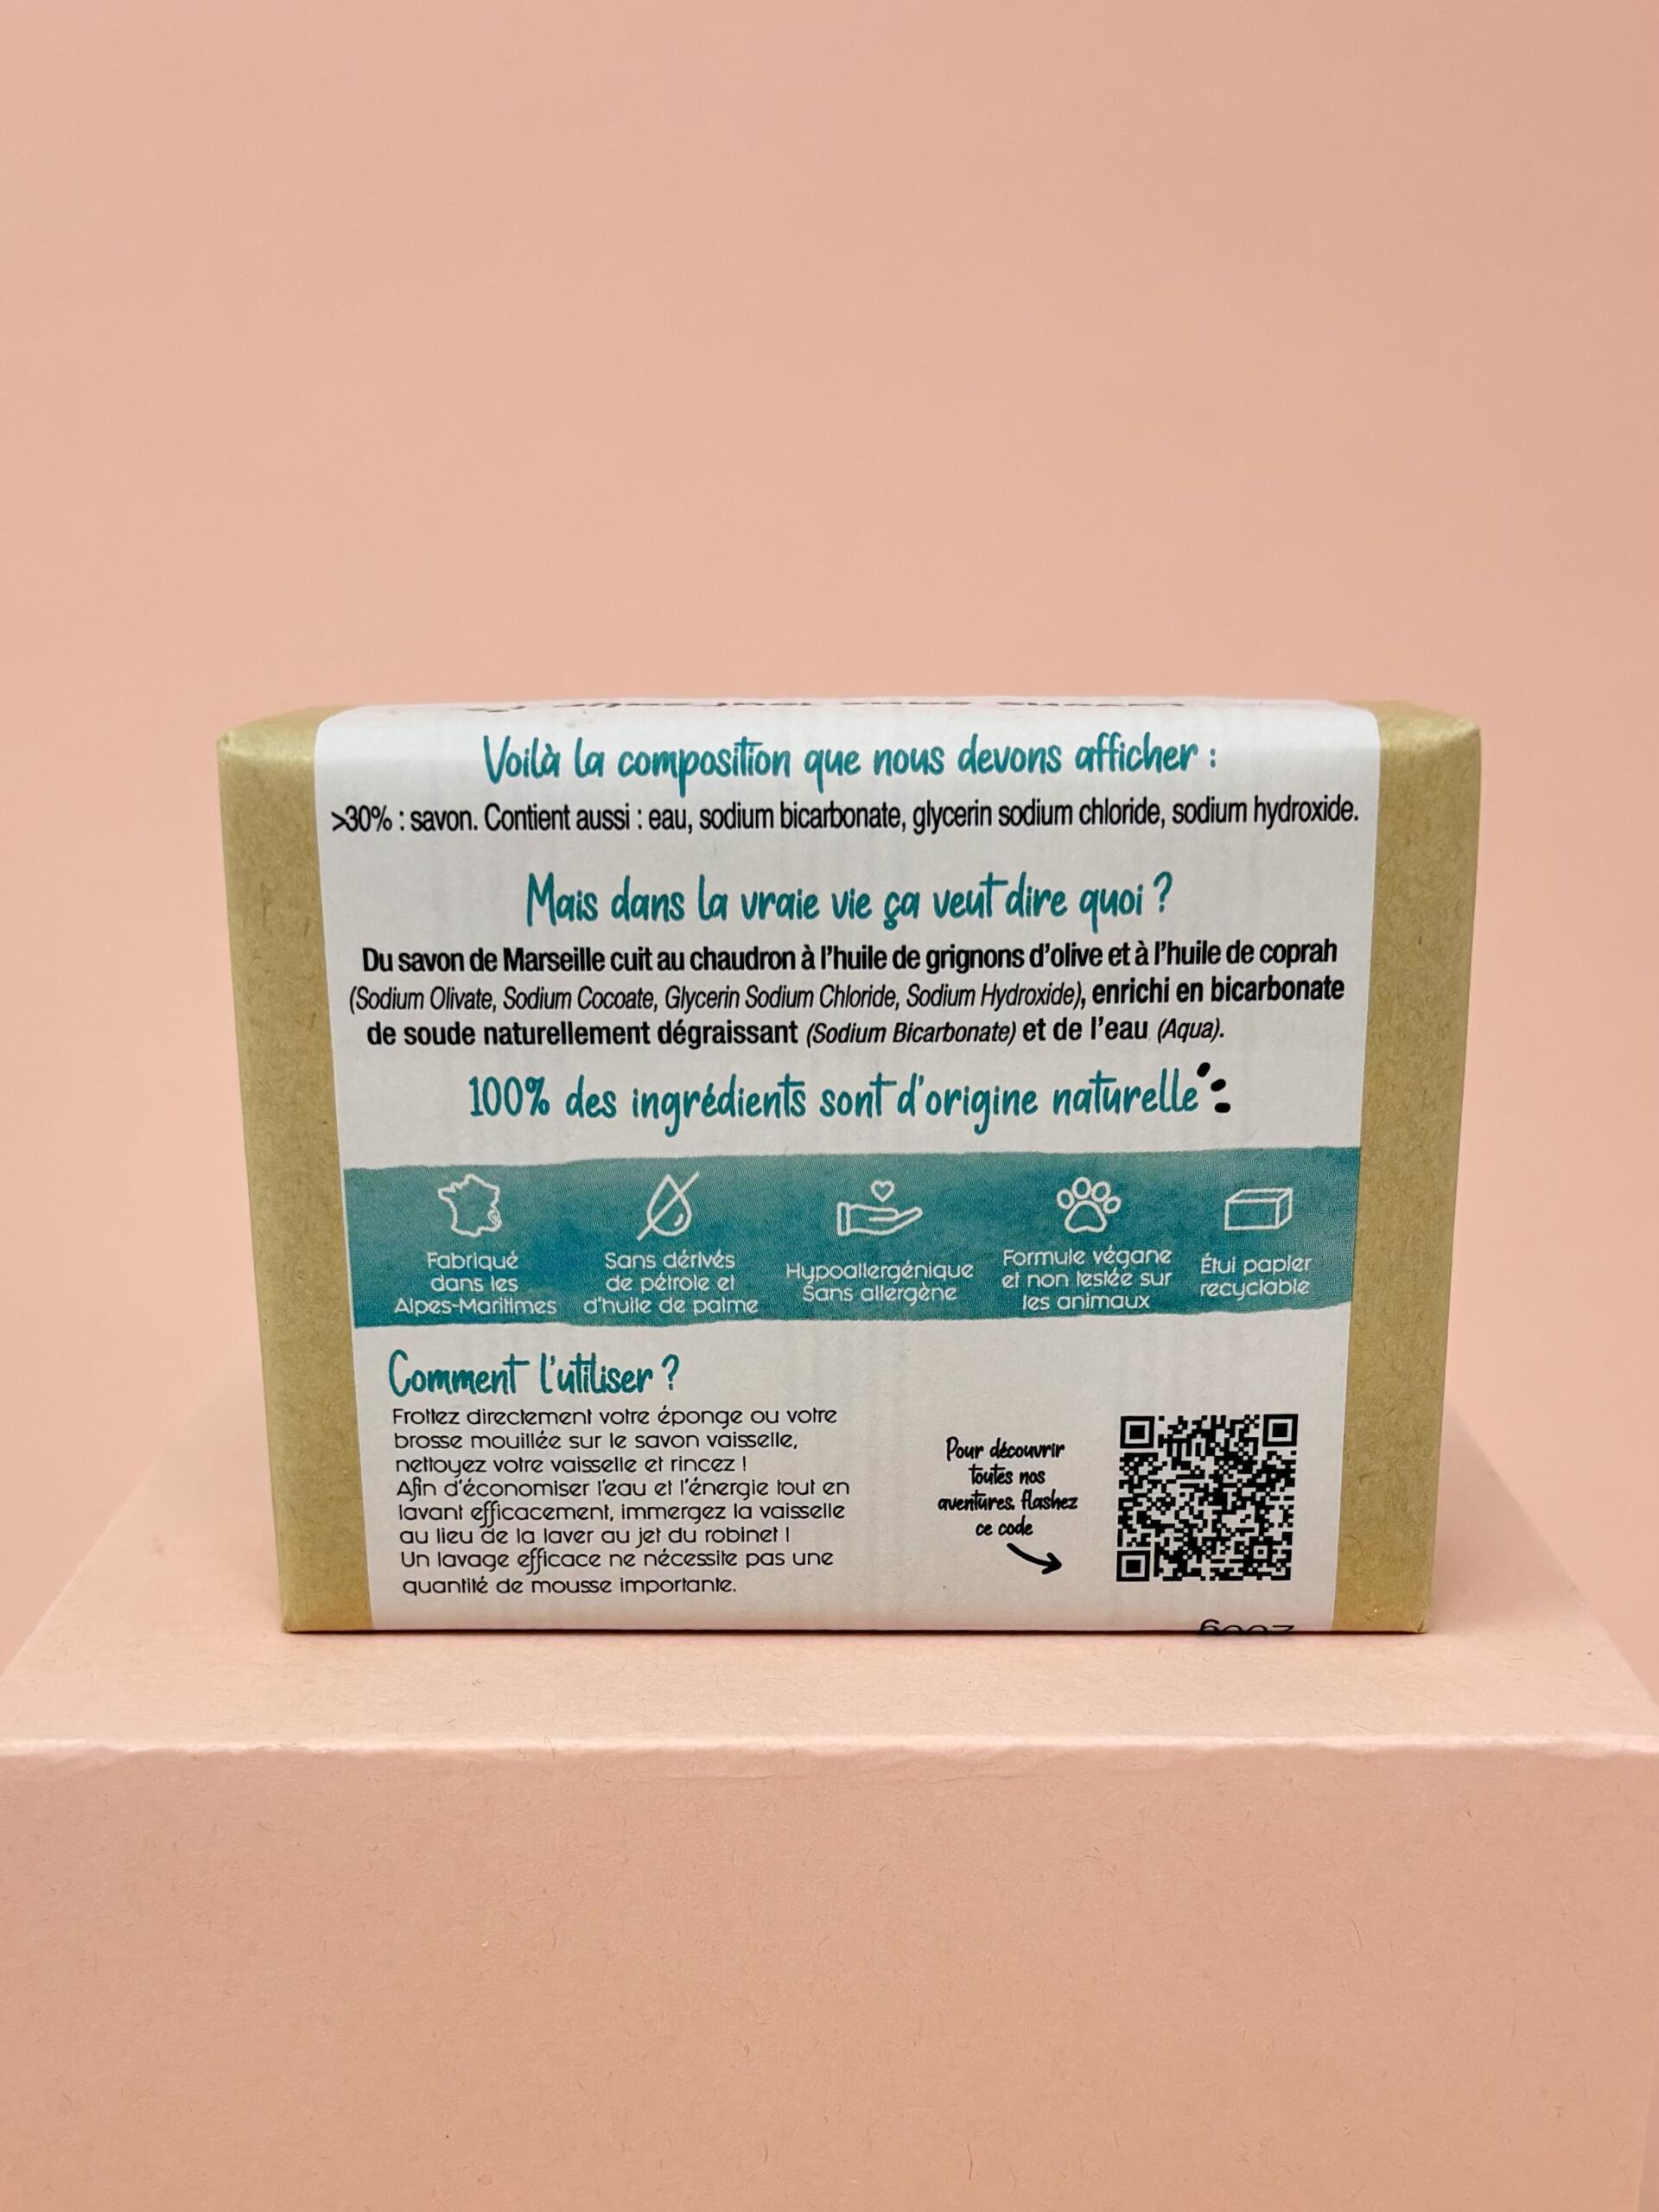 Voilà la composition que nous devons afficher :
>30% : savon. Contient aussi : eau, sodium bicarbonate, glycerin sodium chloride, sodium hydroxide.
Mais dans la vraie vie ça veut dire quoi ?
Du savon de Marseille cuit au chaudron à l'huile de grignons d'olive et à l'huile de coprah
(Sodium Olivate, Sodium Cocoate, Glycerin Sodium Chloride, Sodium Hydroxide), enrichi en bicarbonate
de soude naturellement dégraissant (Sodium Bicarbonate) et de l'eau (Aqua).
100% des ingrédients sont d'origine naturelle
Fabriqué
dans les
Alpes-Maritimes
Sans dérivés
de pétrole et
d'huile de palme
Hypoallergénique
Sans allergène
Formule végane
et non testée sur
les animaux
Étui papier
recyclable
Comment l'utiliser ?
Frottez directement votre éponge ou votre
brosse mouillée sur le savon vaisselle,
nettoyez votre vaisselle et rincez !
Afin d'économiser l'eau et l'énergie tout en
lavant efficacement, immergez la vaisselle
au lieu de la laver au jet du robinet !
Un lavage efficace ne nécessite pas une
quantité de mousse importante.
Pour découvrir
toutes nos
aventures, flashez
ce code